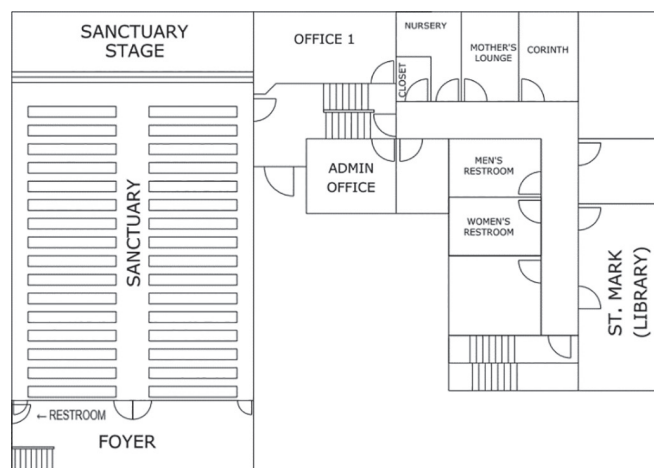 SANCTUARY
STAGE
OFFICE 1
NURSERY
MOTHER'S
LOUNGE
CORINTH
CLOSET
ADMIN
OFFICE
MEN'S
RESTROOM
WOMEN'S
RESTROOM
SANCTUARY
ST. MARK
(LIBRARY)
← RESTROOM
FOYER